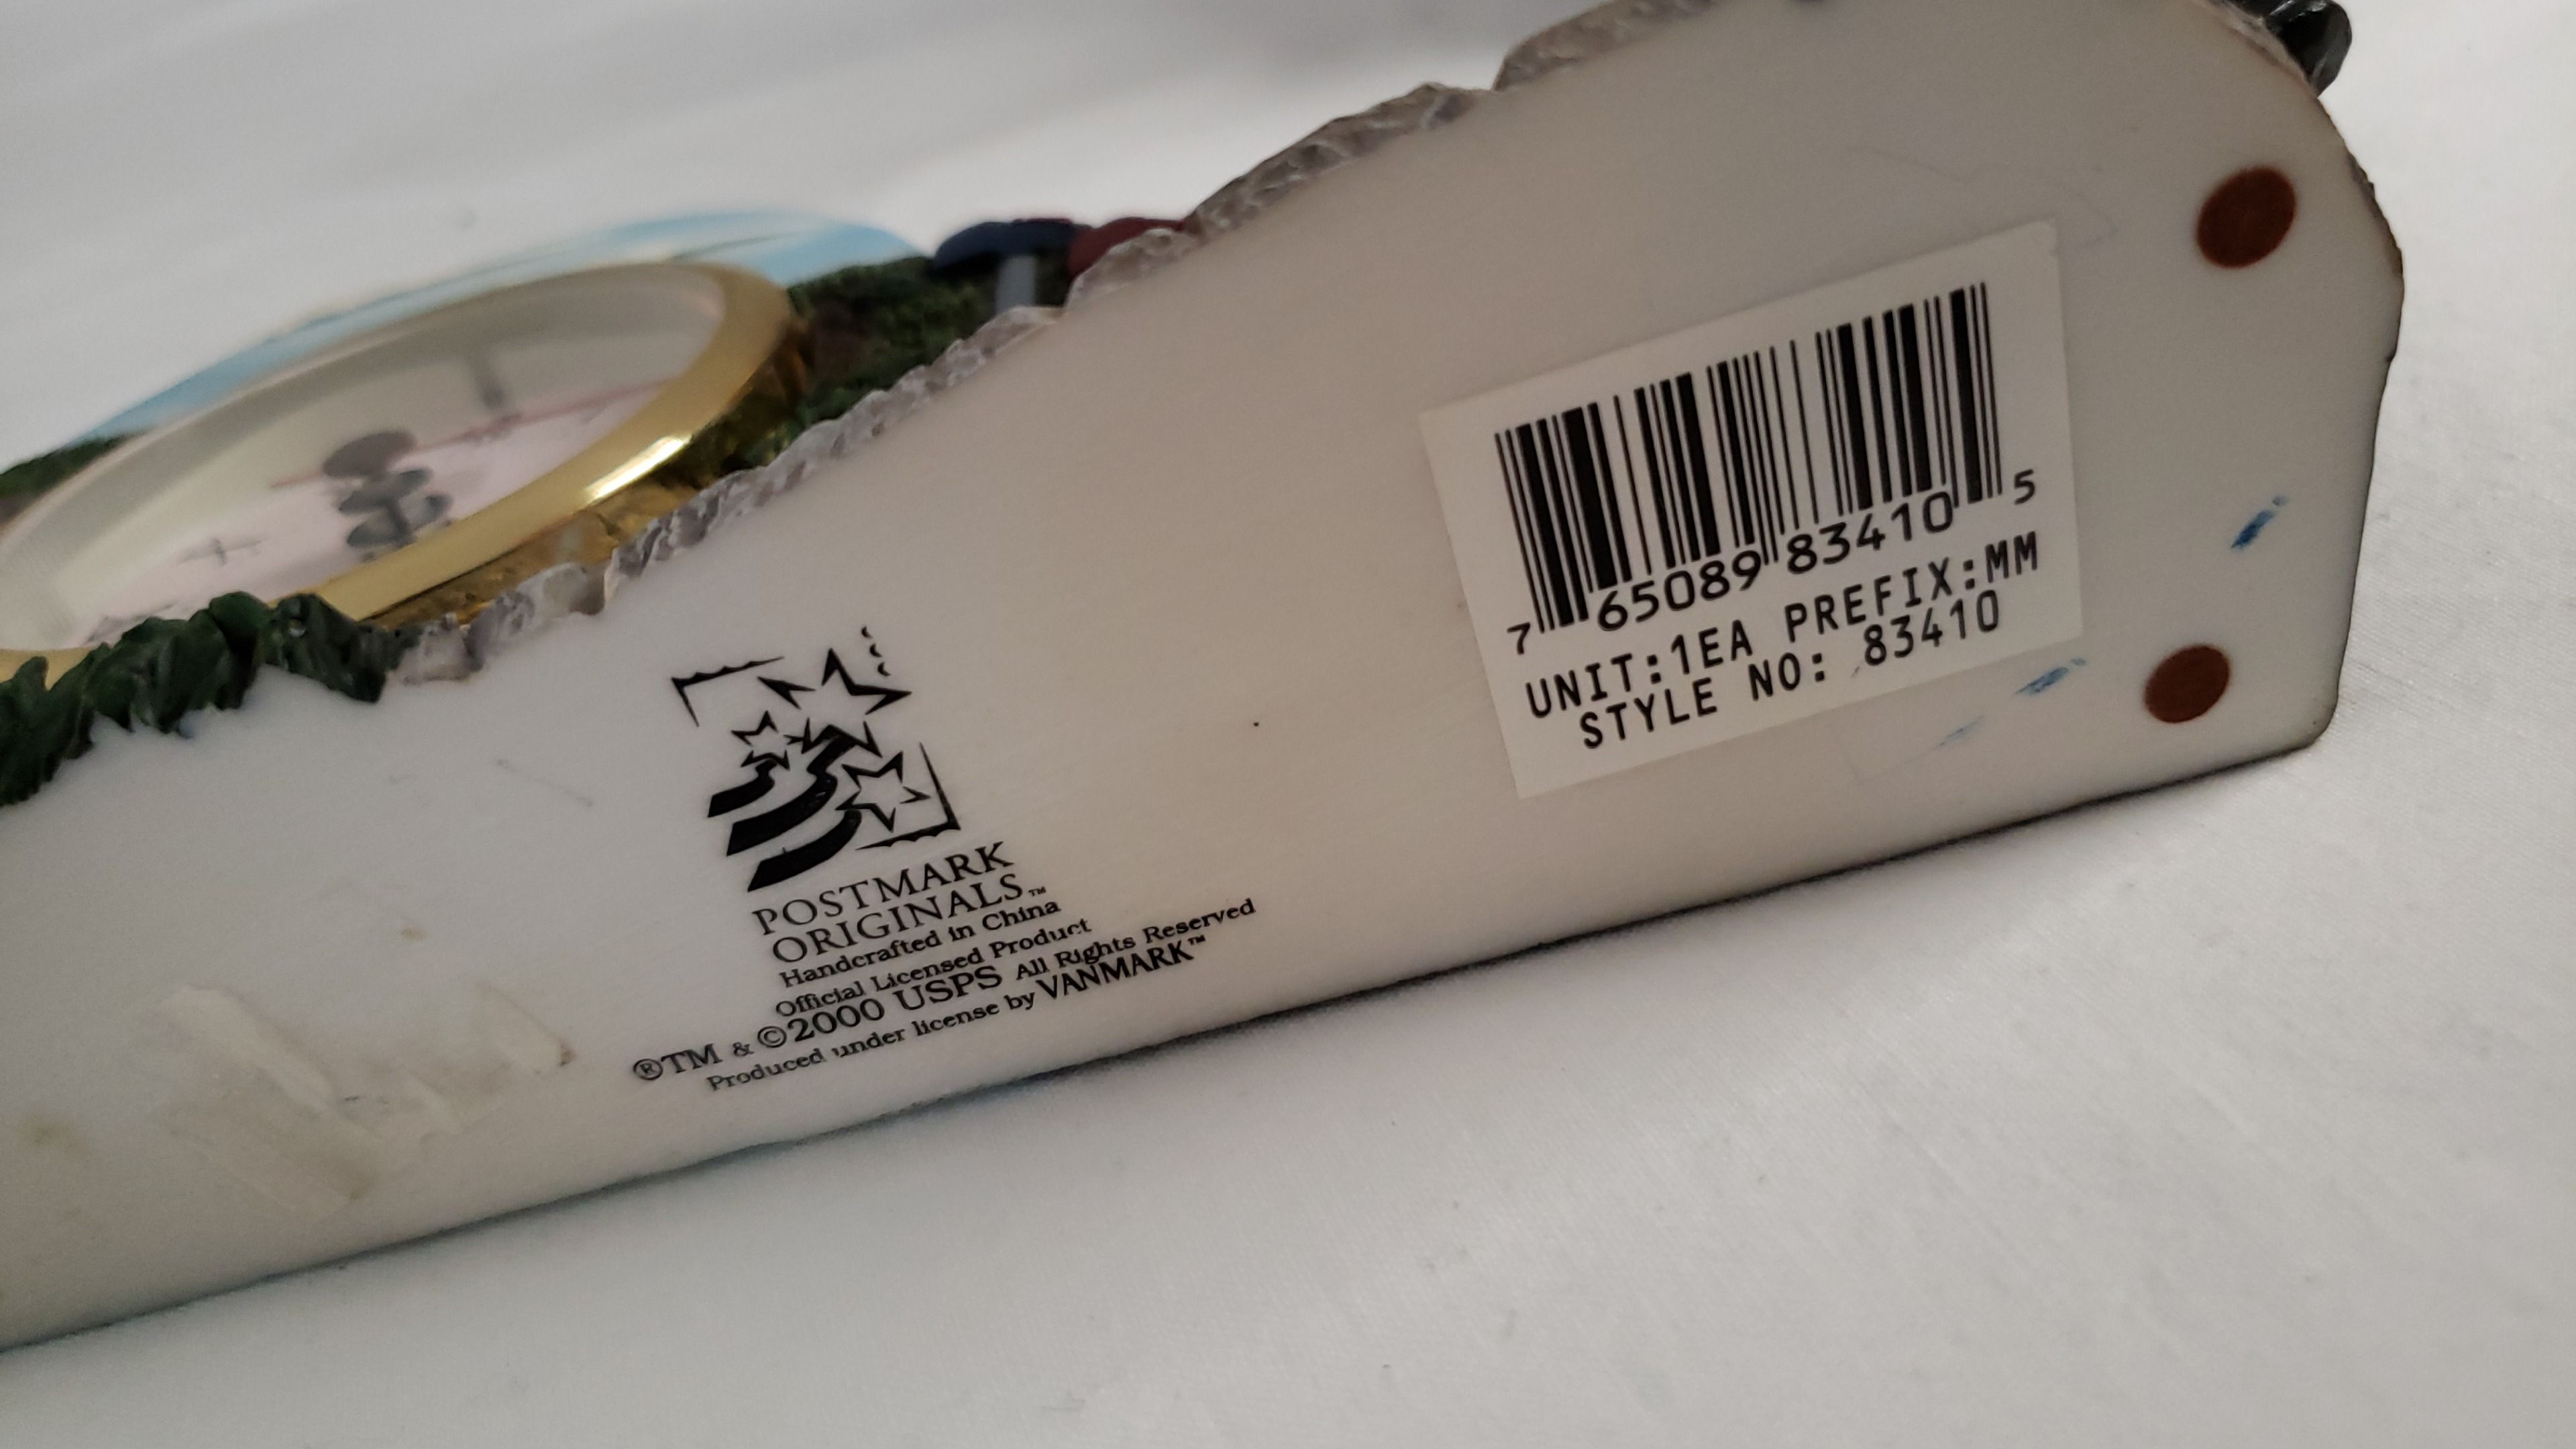 POSTMARK
ORIGINALS™
Handcrafted in China
Official Licensed Product
®TM & ©2000 USPS All Rights Reserved
Produced under license by VANMARK™
7 65089 83410 5
UNIT:1EA PREFIX:MM
STYLE NO: 83410